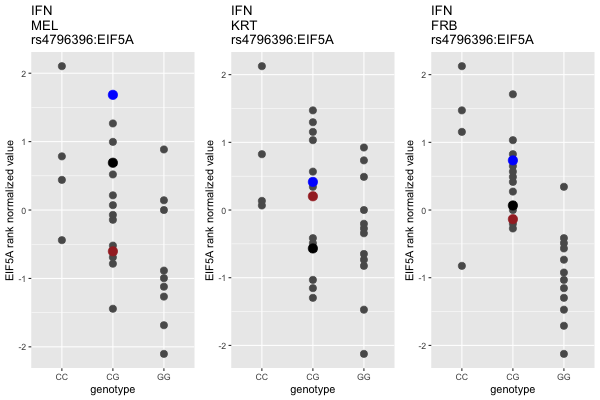 IFN
MEL
rs4796396:EIF5A
EIF5A rank normalized value
2
1
0
-1
-2
CC
CG
GG
genotype
IFN
KRT
rs4796396:EIF5A
EIF5A rank normalized value
2
1
0
-1
-2
CC
CG
GG
genotype
IFN
FRB
rs4796396:EIF5A
EIF5A rank normalized value
2
1
0
-1
-2
CC
CG
GG
genotype